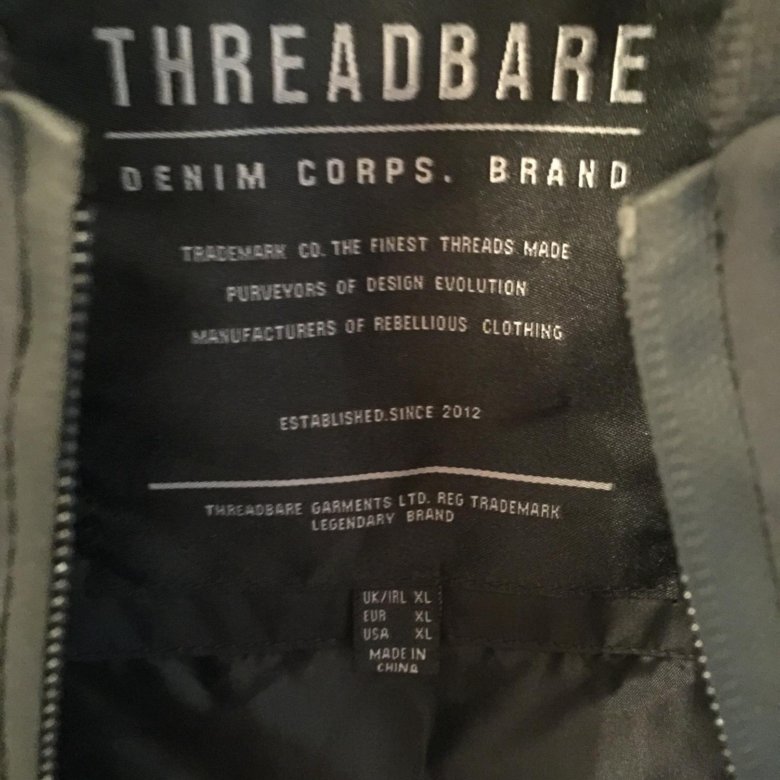 THREADBARE
DENIM CORPS. BRAND
TRADEMARK CO. THE FINEST THREADS MADE
PURVEYORS OF DESIGN EVOLUTION
MANUFACTURERS OF REBELLIOUS CLOTHING
ESTABLISHED.SINCE 2012
THREADBARE GARMENTS LTD. REG TRADEMARK
LEGENDARY BRAND
UK/IRL XL
EUR XL
USA XL
MADE IN
CHINA